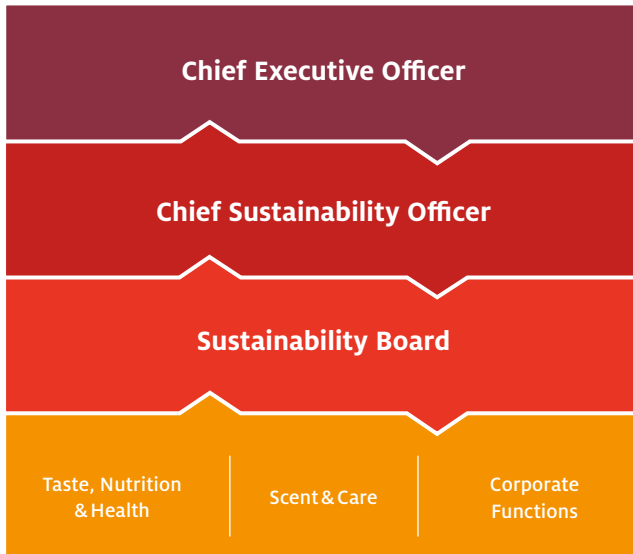 Chief Executive Officer
Chief Sustainability Officer
Sustainability Board
Taste, Nutrition
& Health
Scent & Care
Corporate
Functions